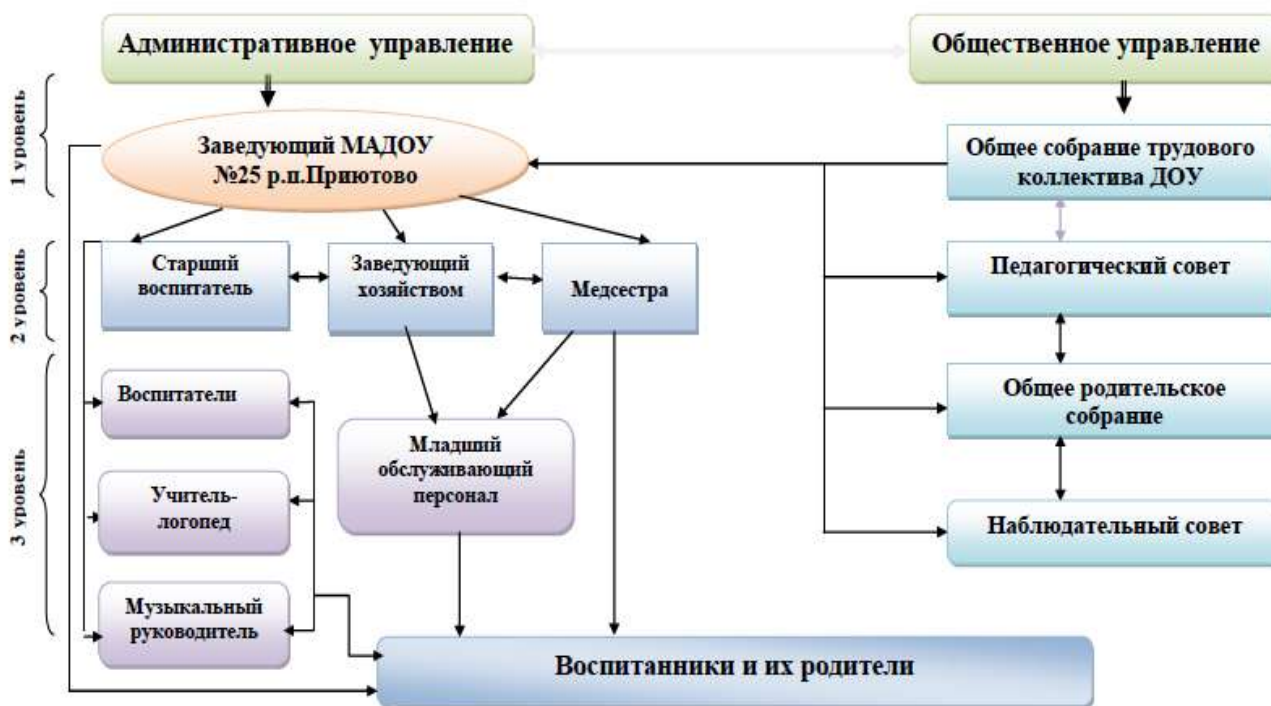 Административное управление
Общественное управление
1 уровень
Заведующий МАДОУ
№25 р.п.Приютово
Общее собрание трудового
коллектива ДОУ
2 уровень
Старший
воспитатель
Заведующий
хозяйством
Медсестра
Педагогический совет
3 уровень
Воспитатели
Учитель-
логопед
Музыкальный
руководитель
Младший
обслуживающий
персонал
Общее родительское
собрание
Наблюдательный совет
Воспитанники и их родители